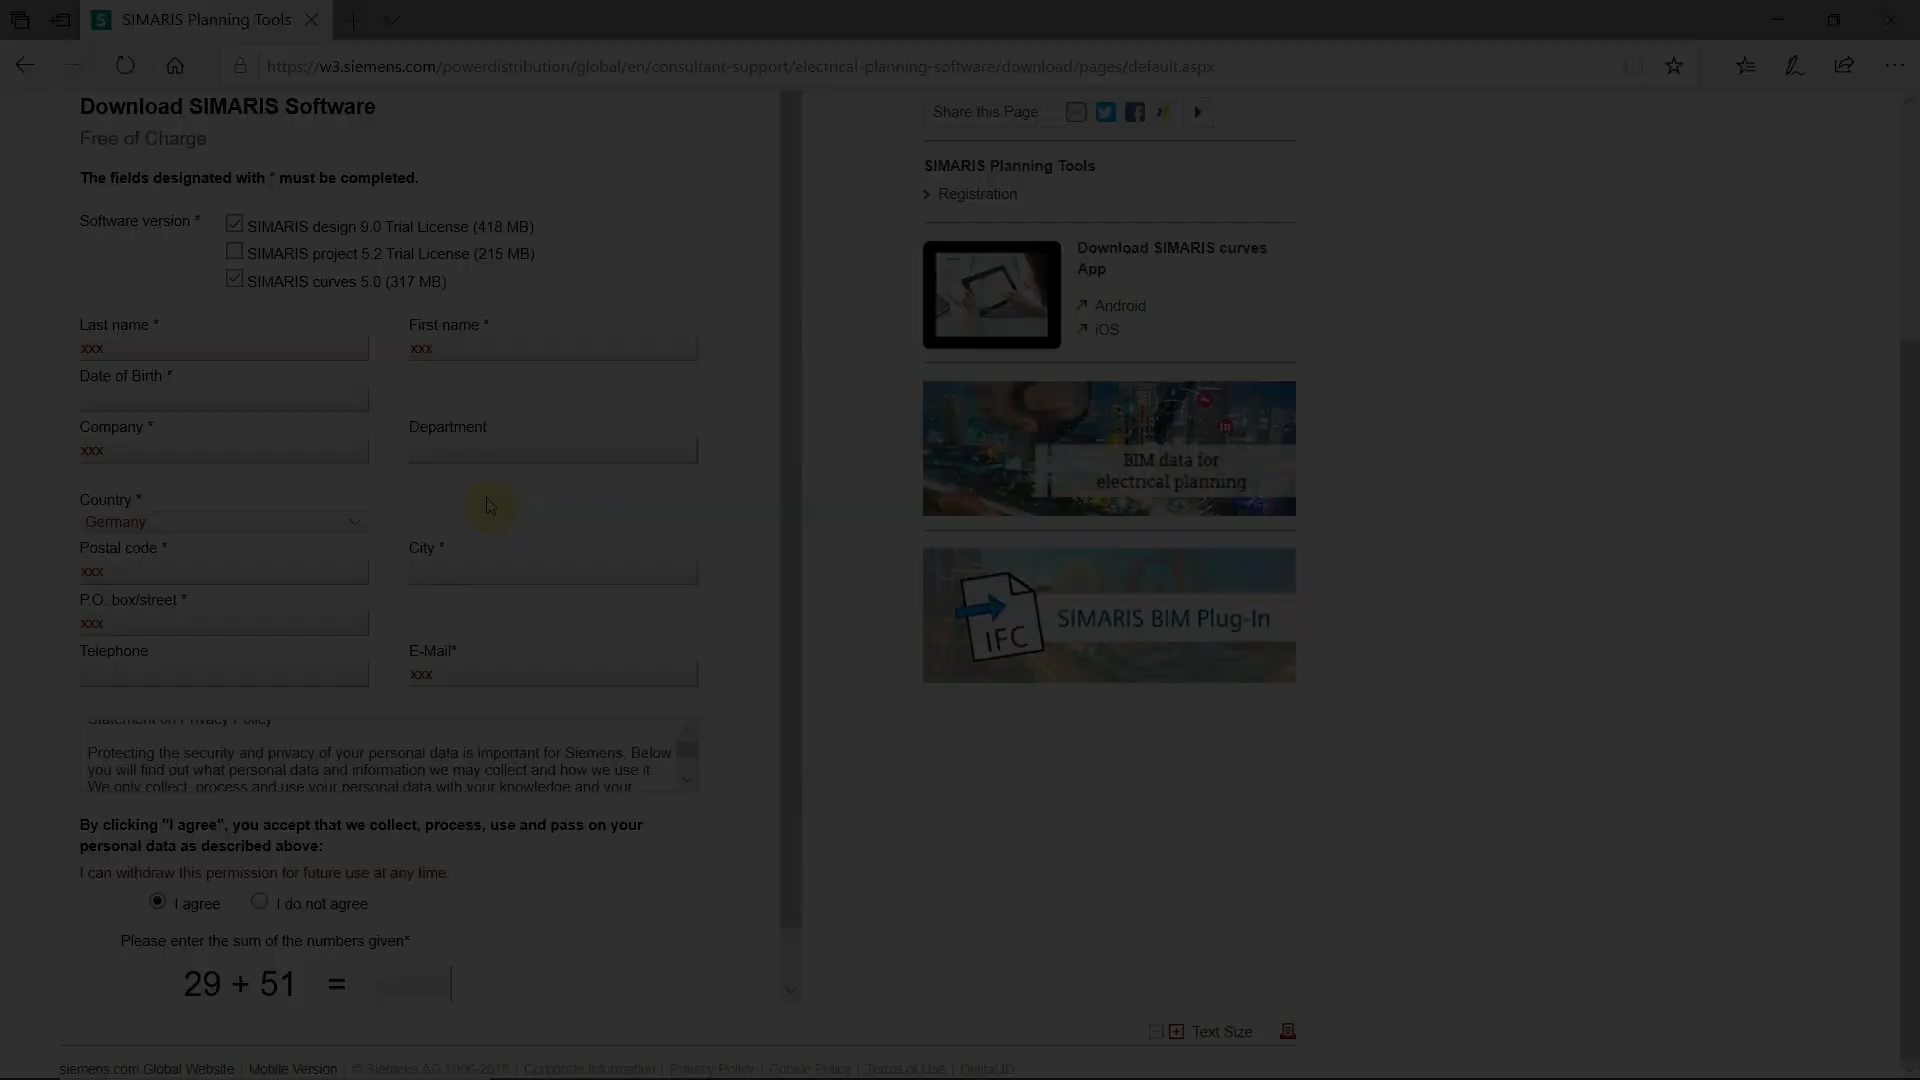 SIMARIS Planning Tools
https://w3.siemens.com/powerdistribution/global/en/consultant-support/electrical-planning-software/download/pages/default.aspx
Download SIMARIS Software
Free of Charge
The fields designated with * must be completed.
Software version *
SIMARIS design 9.0 Trial License (418 MB)
SIMARIS project 5.2 Trial License (215 MB)
SIMARIS curves 5.0 (317 MB)
Last name * First name *
xxx xxx
Date of Birth *
Company * Department
xxx
Country *
Germany
Postal code * City *
xxx
P.O. box/street *
xxx
Telephone E-Mail*
xxx
Statement on Privacy Policy
Protecting the security and privacy of your personal data is important for Siemens. Below
you will find out what personal data and information we may collect and how we use it.
We only collect, process and use your personal data with your knowledge and your
By clicking "I agree", you accept that we collect, process, use and pass on your
personal data as described above:
I can withdraw this permission for future use at any time.
I agree I do not agree
Please enter the sum of the numbers given*
29 + 51 =
Share this Page:
SIMARIS Planning Tools
Registration
Download SIMARIS curves
App
Android
iOS
in
BIM data for
electrical planning
IFC
SIMARIS BIM Plug-In
Text Size
siemens.com Global Website | Mobile Version | © Siemens AG 1996-2019 | Corporate Information | Privacy Policy | Cookie Policy | Terms of Use | Digital ID